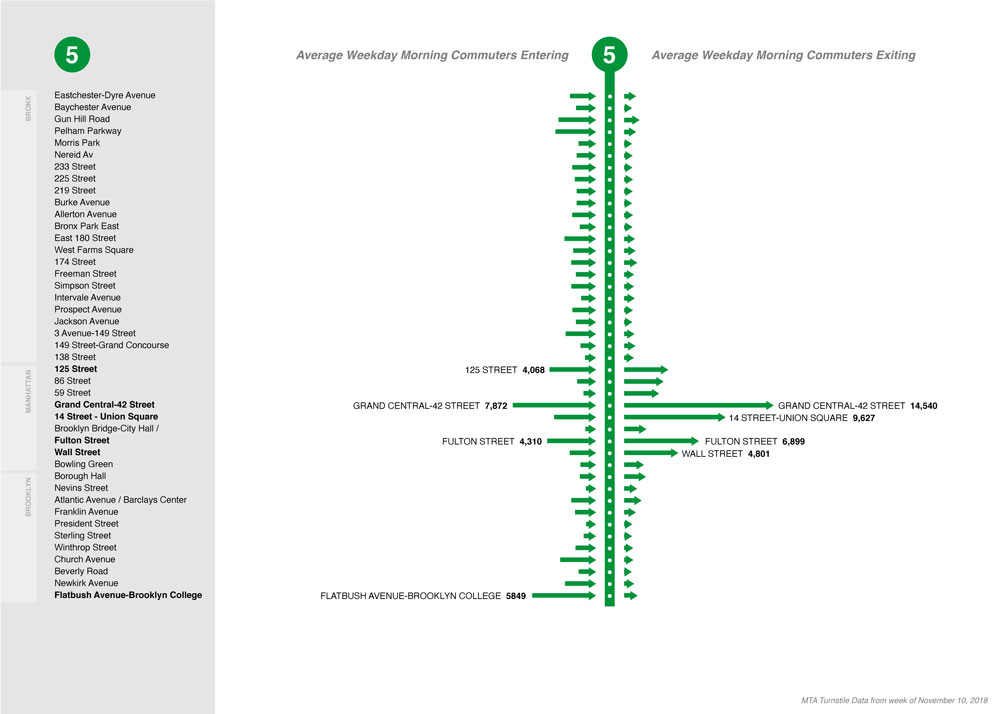 5
Average Weekday Morning Commuters Entering
5
Average Weekday Morning Commuters Exiting
BRONX
Eastchester-Dyre Avenue
Baychester Avenue
Gun Hill Road
Pelham Parkway
Morris Park
Nereid Av
233 Street
225 Street
219 Street
Burke Avenue
Allerton Avenue
Bronx Park East
East 180 Street
West Farms Square
174 Street
Freeman Street
Simpson Street
Intervale Avenue
Prospect Avenue
Jackson Avenue
3 Avenue-149 Street
149 Street-Grand Concourse
138 Street
MANHATTAN
125 Street
86 Street
59 Street
Grand Central-42 Street
14 Street - Union Square
Brooklyn Bridge-City Hall /
Fulton Street
Wall Street
Bowling Green
BROOKLYN
Borough Hall
Nevins Street
Atlantic Avenue / Barclays Center
Franklin Avenue
President Street
Sterling Street
Winthrop Street
Church Avenue
Beverly Road
Newkirk Avenue
Flatbush Avenue-Brooklyn College
125 STREET 4,068
GRAND CENTRAL-42 STREET 7,872
GRAND CENTRAL-42 STREET 14,540
14 STREET-UNION SQUARE 9,627
FULTON STREET 4,310
FULTON STREET 6,899
WALL STREET 4,801
FLATBUSH AVENUE-BROOKLYN COLLEGE 5849
MTA Turnstile Data from week of November 10, 2018